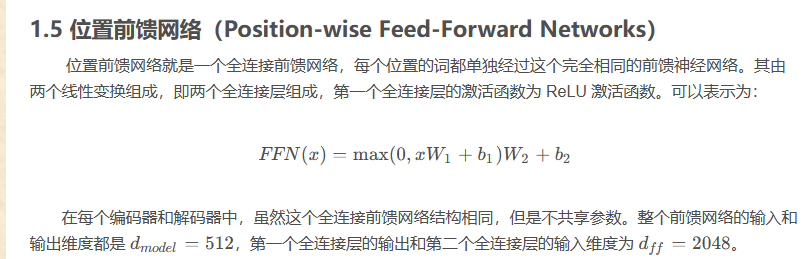 1.5 位置前馈网络（Position-wise Feed-Forward Networks）
位置前馈网络就是一个全连接前馈网络，每个位置的词都单独经过这个完全相同的前馈神经网络。其由
两个线性变换组成，即两个全连接层组成，第一个全连接层的激活函数为 ReLU 激活函数。可以表示为：
FFN(x) = max(0, xW₁ + b₁)W₂ + b₂
在每个编码器和解码器中，虽然这个全连接前馈网络结构相同，但是不共享参数。整个前馈网络的输入和
输出维度都是 d_{model} = 512，第一个全连接层的输出和第二个全连接层的输入维度为 d_{ff} = 2048。